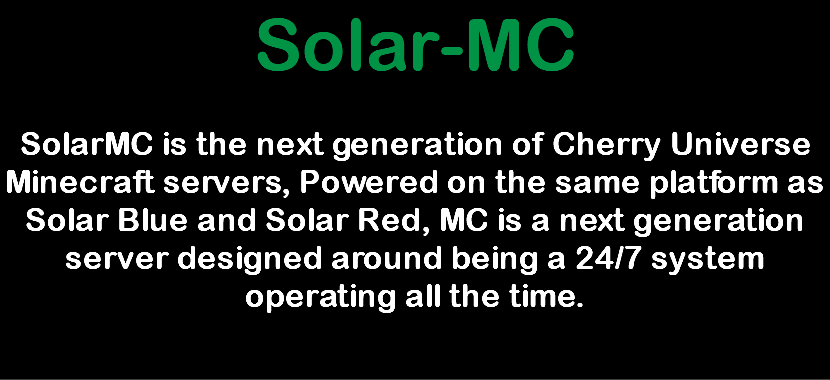 Solar-MC
SolarMC is the next generation of Cherry Universe
Minecraft servers, Powered on the same platform as
Solar Blue and Solar Red, MC is a next generation
server designed around being a 24/7 system
operating all the time.